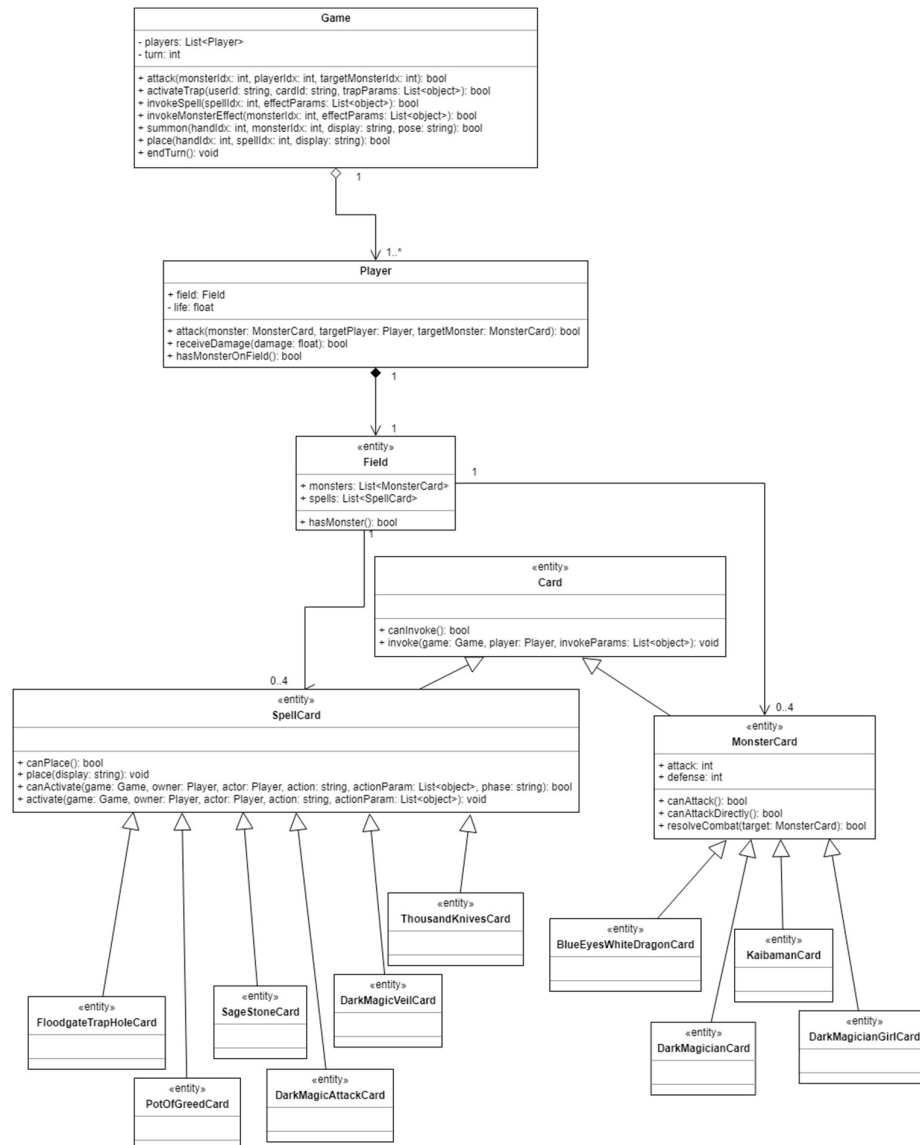 Game
- players: List<Player>
- turn: int
+ attack(monsterIdx: int, playerIdx: int, targetMonsterIdx: int): bool
+ activateTrap(userId: string, cardId: string, trapParams: List<object>): bool
+ invokeSpell(spellIdx: int, effectParams: List<object>): bool
+ invokeMonsterEffect(monsterIdx: int, effectParams: List<object>): bool
+ summon(handIdx: int, monsterIdx: int, display: string, pose: string): bool
+ place(handIdx: int, spellIdx: int, display: string): bool
+ endTurn(): void
1
1..*
Player
+ field: Field
- life: float
+ attack(monster: MonsterCard, targetPlayer: Player, targetMonster: MonsterCard): bool
+ receiveDamage(damage: float): bool
+ hasMonsterOnField(): bool
1
1
«entity»
Field
+ monsters: List<MonsterCard>
+ spells: List<SpellCard>
+ hasMonster(): bool
1
1
«entity»
Card
+ canInvoke(): bool
+ invoke(game: Game, player: Player, invokeParams: List<object>): void
0..4
«entity»
SpellCard
+ canPlace(): bool
+ place(display: string): void
+ canActivate(game: Game, owner: Player, actor: Player, action: string, actionParam: List<object>, phase: string): bool
+ activate(game: Game, owner: Player, actor: Player, action: string, actionParam: List<object>): void
0..4
«entity»
MonsterCard
+ attack: int
+ defense: int
+ canAttack(): bool
+ canAttackDirectly(): bool
+ resolveCombat(target: MonsterCard): bool
«entity»
ThousandKnivesCard
«entity»
BlueEyesWhiteDragonCard
«entity»
KaibamanCard
«entity»
DarkMagicVeilCard
«entity»
SageStoneCard
«entity»
FloodgateTrapHoleCard
«entity»
DarkMagicianGirlCard
«entity»
DarkMagicianCard
«entity»
DarkMagicAttackCard
«entity»
PotOfGreedCard